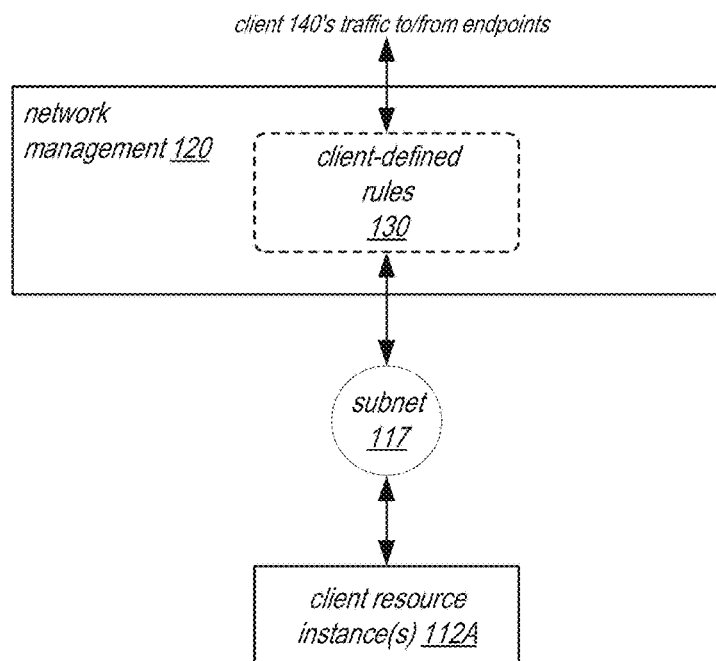 client 140's traffic to/from endpoints
network
management 120
client-defined
rules
130
subnet
117
client resource
instance(s) 112A